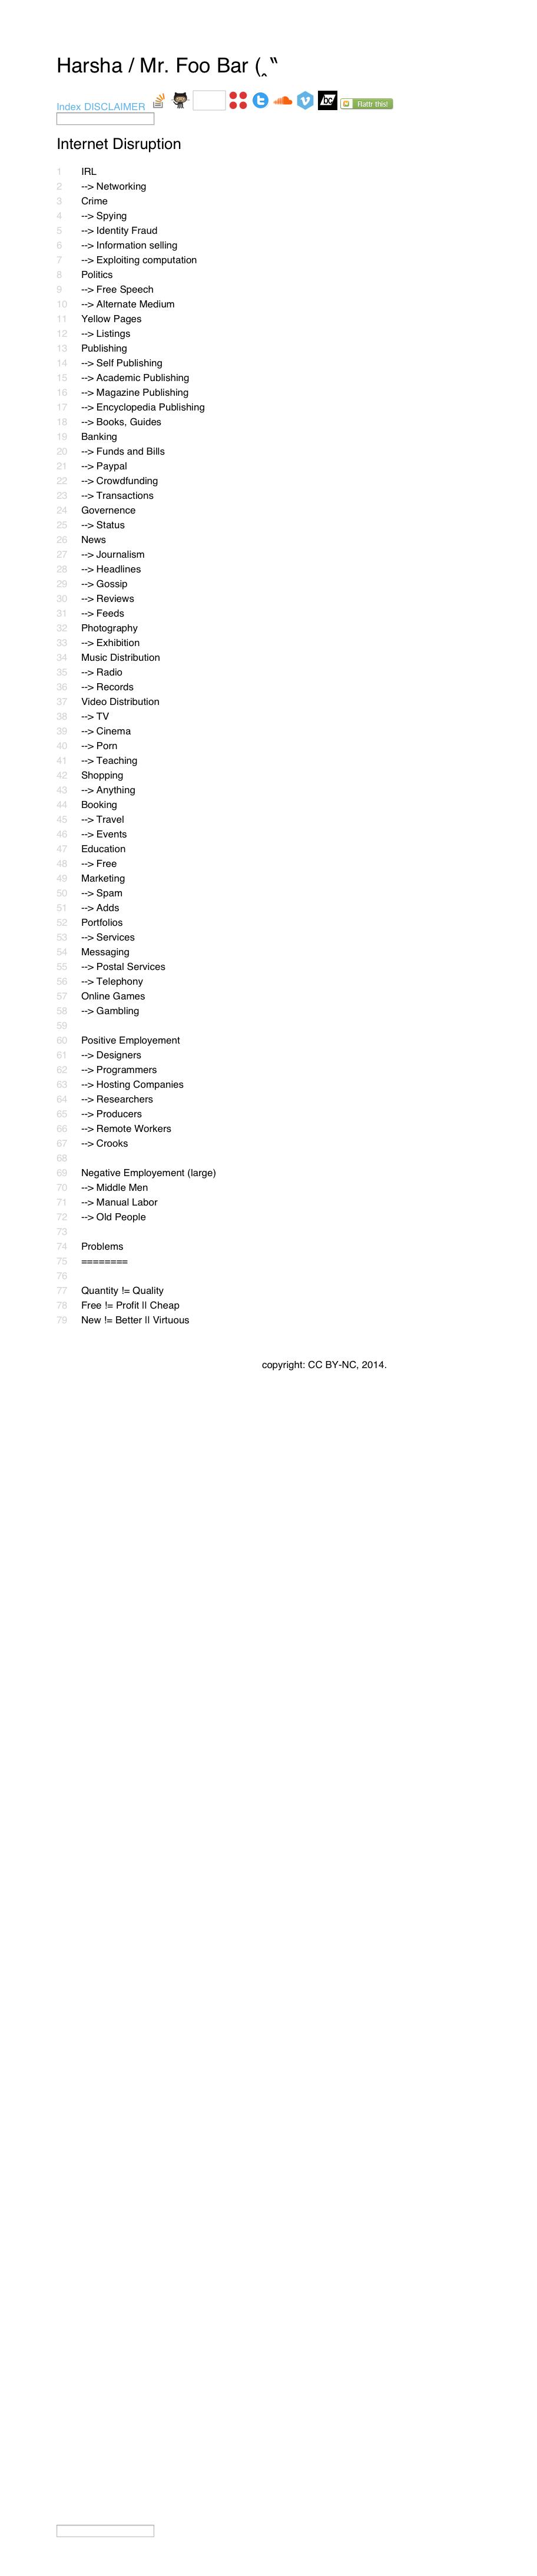 Harsha / Mr. Foo Bar (‸‟
Index DISCLAIMER Flattr this!
Internet Disruption
1 IRL
2 --> Networking
3 Crime
4 --> Spying
5 --> Identity Fraud
6 --> Information selling
7 --> Exploiting computation
8 Politics
9 --> Free Speech
10 --> Alternate Medium
11 Yellow Pages
12 --> Listings
13 Publishing
14 --> Self Publishing
15 --> Academic Publishing
16 --> Magazine Publishing
17 --> Encyclopedia Publishing
18 --> Books, Guides
19 Banking
20 --> Funds and Bills
21 --> Paypal
22 --> Crowdfunding
23 --> Transactions
24 Governence
25 --> Status
26 News
27 --> Journalism
28 --> Headlines
29 --> Gossip
30 --> Reviews
31 --> Feeds
32 Photography
33 --> Exhibition
34 Music Distribution
35 --> Radio
36 --> Records
37 Video Distribution
38 --> TV
39 --> Cinema
40 --> Porn
41 --> Teaching
42 Shopping
43 --> Anything
44 Booking
45 --> Travel
46 --> Events
47 Education
48 --> Free
49 Marketing
50 --> Spam
51 --> Adds
52 Portfolios
53 --> Services
54 Messaging
55 --> Postal Services
56 --> Telephony
57 Online Games
58 --> Gambling
59
60 Positive Employement
61 --> Designers
62 --> Programmers
63 --> Hosting Companies
64 --> Researchers
65 --> Producers
66 --> Remote Workers
67 --> Crooks
68
69 Negative Employement (large)
70 --> Middle Men
71 --> Manual Labor
72 --> Old People
73
74 Problems
75 ========
76
77 Quantity != Quality
78 Free != Profit || Cheap
79 New != Better || Virtuous
copyright: CC BY-NC, 2014.